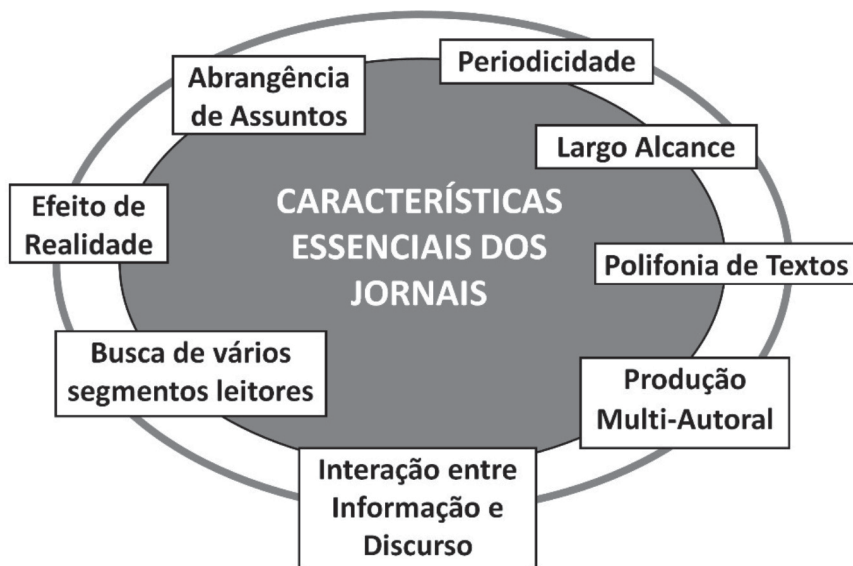 CARACTERÍSTICAS
ESSENCIAIS DOS
JORNAIS
Periodicidade
Largo Alcance
Polifonia de Textos
Produção
Multi-Autoral
Interação entre
Informação e
Discurso
Busca de vários
segmentos leitores
Efeito de
Realidade
Abrangência
de Assuntos